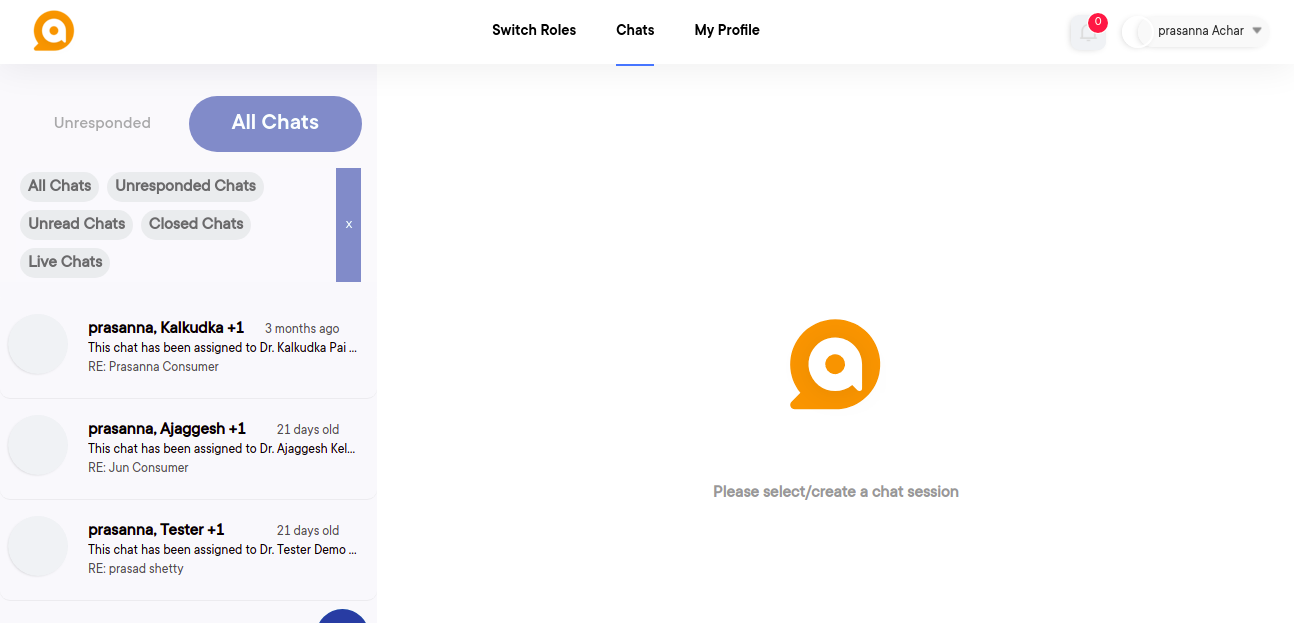 Switch Roles Chats My Profile
0
prasanna Achar
Unresponded All Chats
All Chats Unresponded Chats
Unread Chats Closed Chats
x
Live Chats
prasanna, Kalkudka +1 3 months ago
This chat has been assigned to Dr. Kalkudka Pai ...
RE: Prasanna Consumer
prasanna, Ajaggesh +1 21 days old
This chat has been assigned to Dr. Ajaggesh Kel...
RE: Jun Consumer
prasanna, Tester +1 21 days old
This chat has been assigned to Dr. Tester Demo ...
RE: prasad shetty
Please select/create a chat session